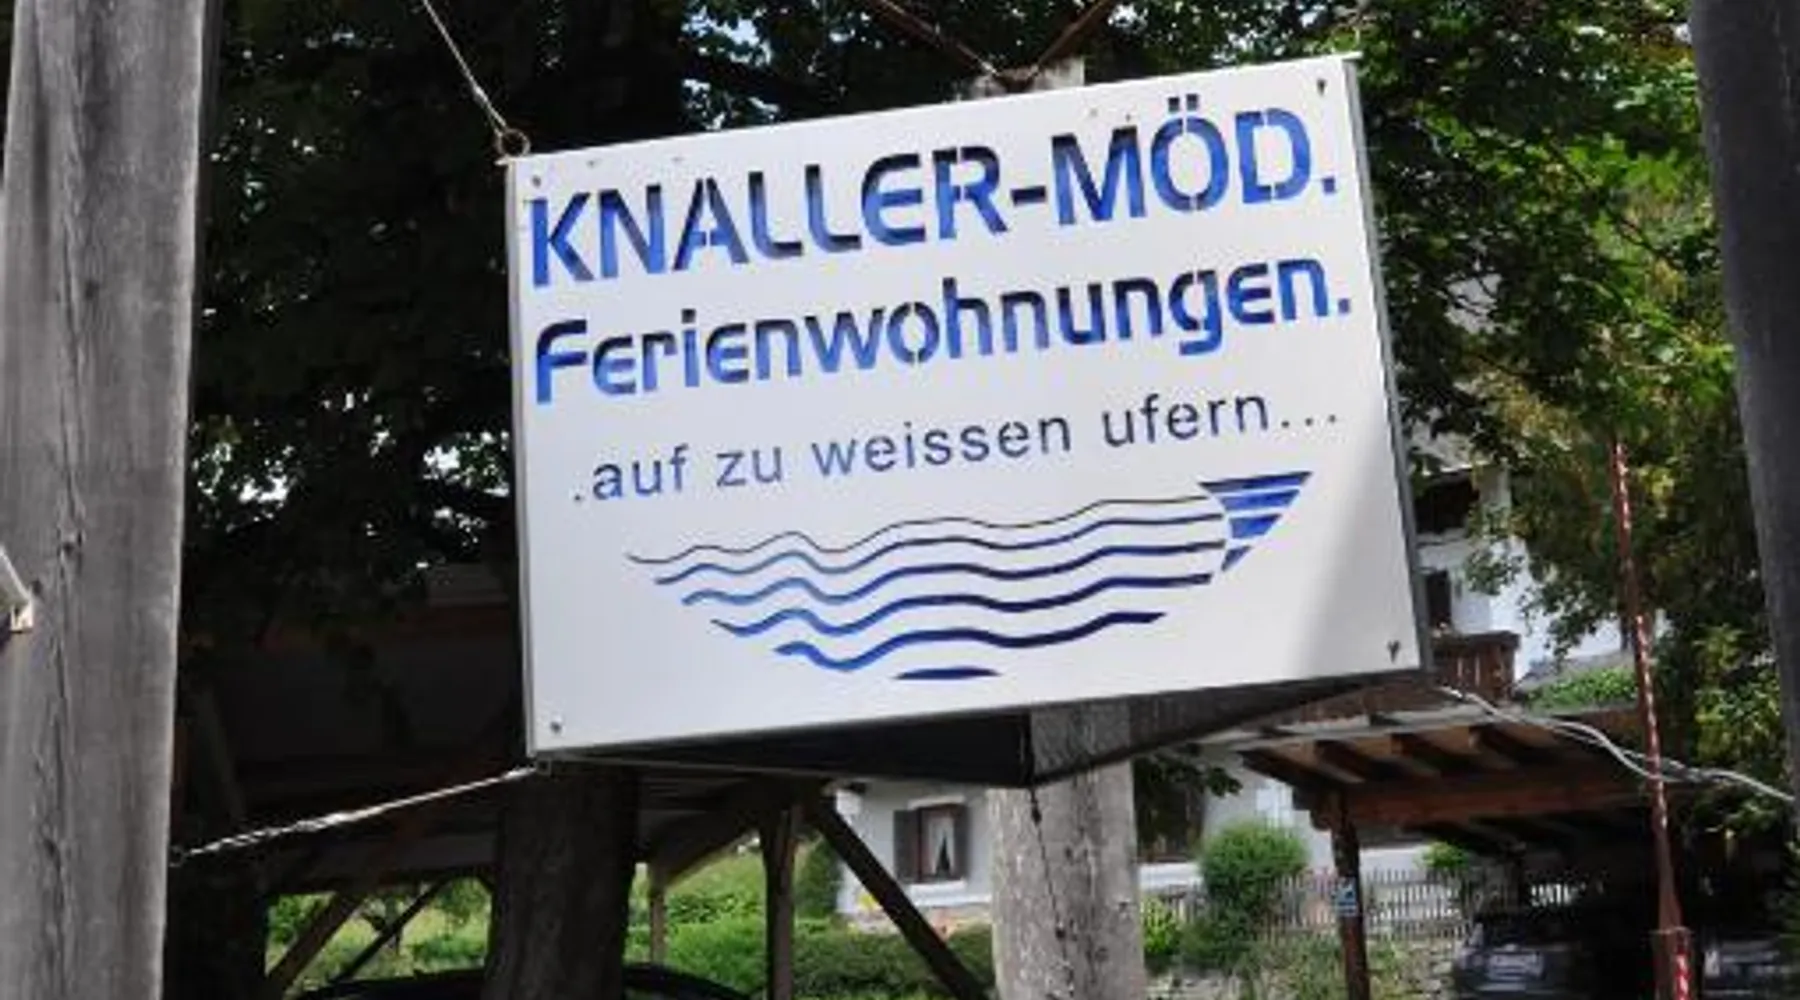 KNALLER-MÖD.
Ferienwohnungen.
.auf zu weissen ufern...